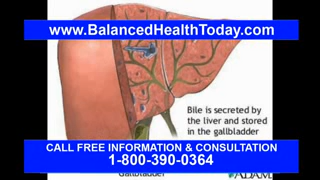 www.BalancedHealthToday.com
Bile is secreted by
the liver and stored
in the gallbladder
CALL FREE INFORMATION & CONSULTATION
1-800-390-0364
Gallbladder
ADAM